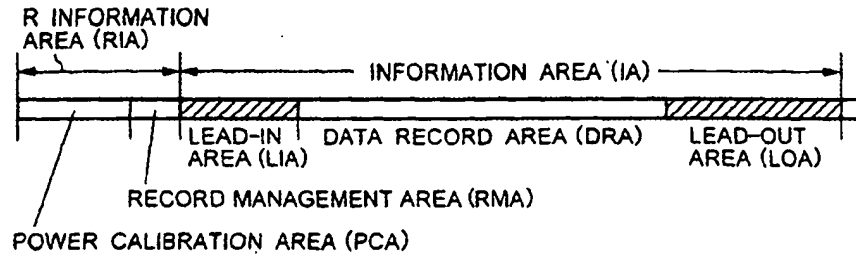 R INFORMATION
AREA (RIA)
INFORMATION AREA (IA)
LEAD-IN
AREA (LIA)
DATA RECORD AREA (DRA)
LEAD-OUT
AREA (LOA)
RECORD MANAGEMENT AREA (RMA)
POWER CALIBRATION AREA (PCA)